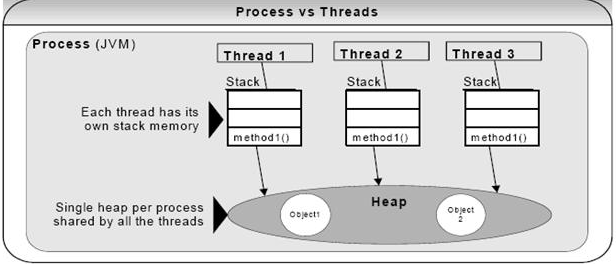 Process vs Threads
Process (JVM)
Thread 1
Thread 2
Thread 3
Stack
Stack
Stack
Each thread has its
own stack memory
method1()
method1()
method1()
Single heap per process
shared by all the threads
Heap
Object1
Object
2